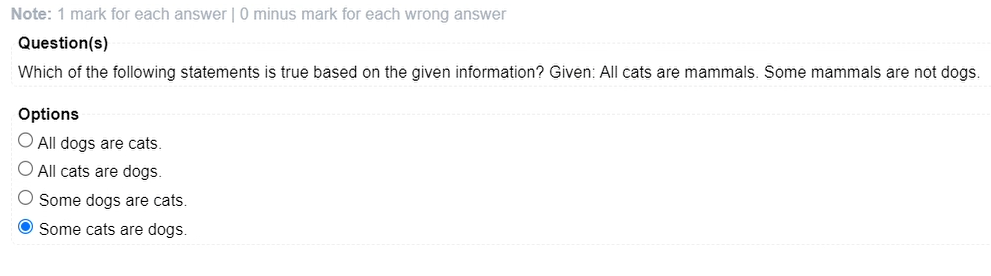 Note: 1 mark for each answer | 0 minus mark for each wrong answer
Question(s)
Which of the following statements is true based on the given information? Given: All cats are mammals. Some mammals are not dogs.
Options
All dogs are cats.
All cats are dogs.
Some dogs are cats.
Some cats are dogs.